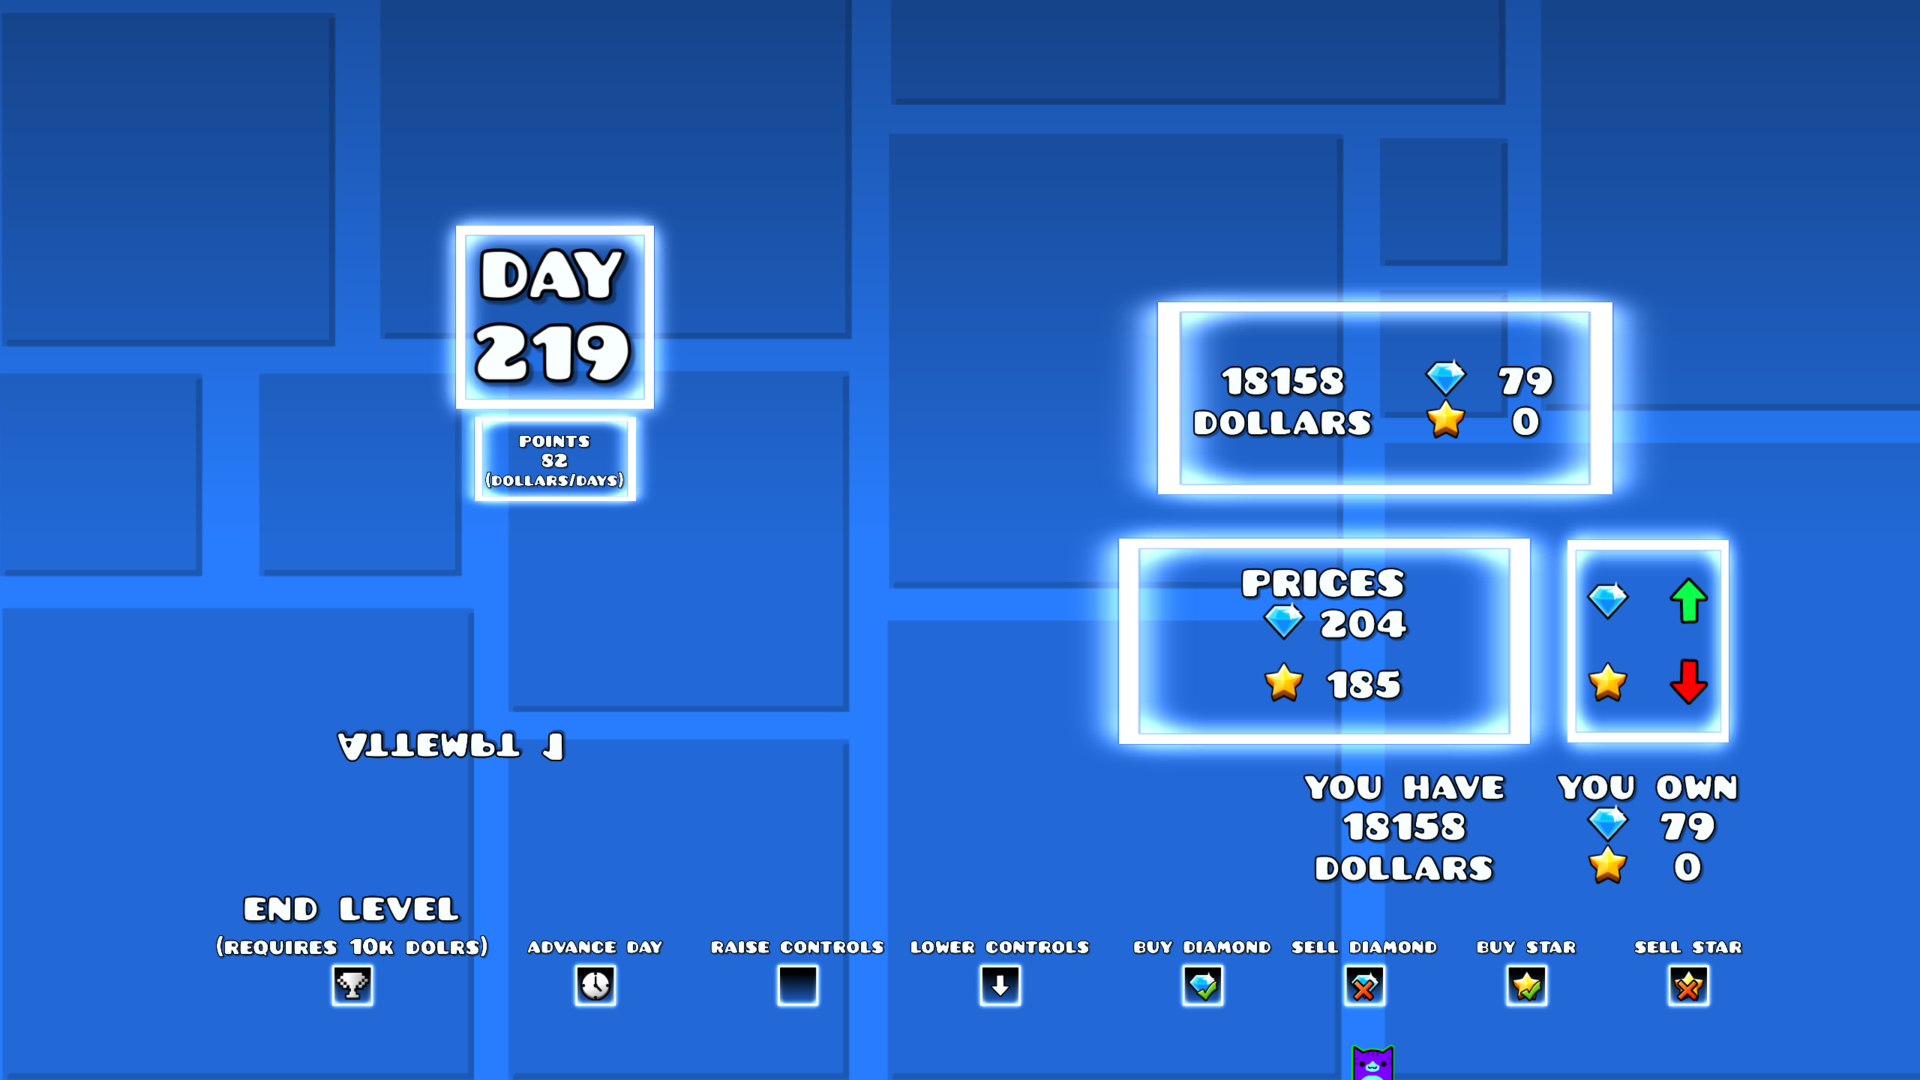 DAY
219
POINTS
82
(DOLLARS/DAYS)
18158 79
DOLLARS 0
PRICES
204
185
ATTEMPT 1
YOU HAVE
18158
DOLLARS
YOU OWN
79
0
END LEVEL
(REQUIRES 10K DOLRS)
ADVANCE DAY
RAISE CONTROLS
LOWER CONTROLS
BUY DIAMOND
SELL DIAMOND
BUY STAR
SELL STAR